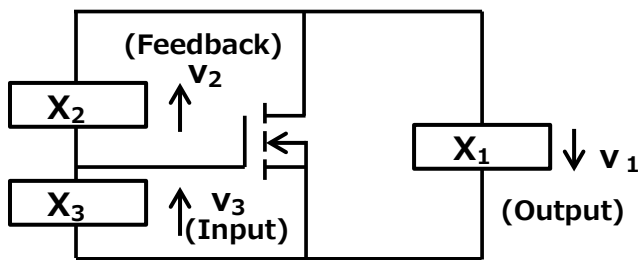 (Feedback)
v₂
X₂
X₁
v₁
X₃
v₃
(Input)
(Output)